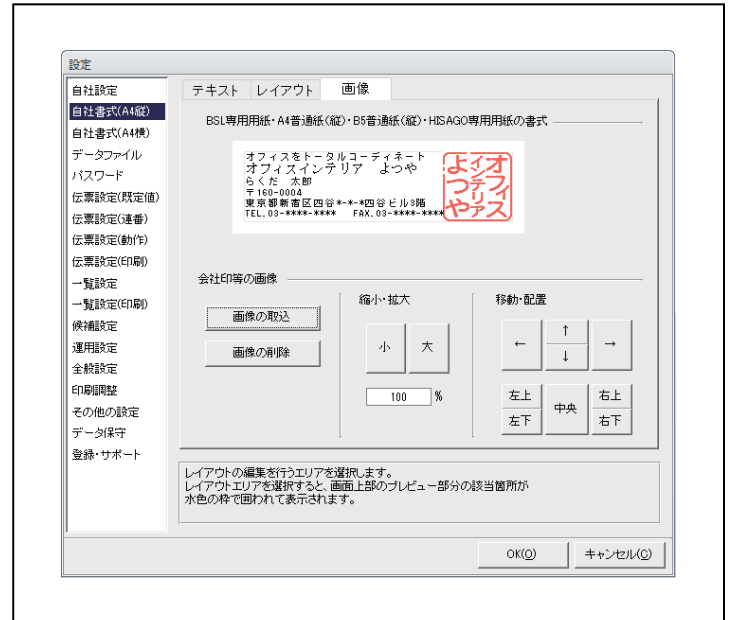 設定
自社設定
自社書式(A4縦)
自社書式(A4横)
データファイル
パスワード
伝票設定(既定値)
伝票設定(連番)
伝票設定(動作)
伝票設定(印刷)
一覧設定
一覧設定(印刷)
候補設定
運用設定
全般設定
印刷調整
その他の設定
データ保守
登録・サポート
テキスト レイアウト 画像
BSL専用用紙・A4普通紙(縦)・B5普通紙(縦)・HISAGO専用用紙の書式
オフィスをトータルコーディネート
オフィスインテリア よつや
らくだ 太郎
〒160-0004
東京都新宿区四谷*-*-*四谷ビル3階
TEL.03-****-**** FAX.03-****-****
オフィス
インテリア
よつや
会社印等の画像
画像の取込
画像の削除
縮小・拡大
小 大
100 %
移動・配置
← ↑ ↓ →
左上 中央 右上
左下 右下
レイアウトの編集を行うエリアを選択します。
レイアウトエリアを選択すると、画面上部のプレビュー部分の該当箇所が
水色の枠で囲われて表示されます。
OK(O) キャンセル(C)